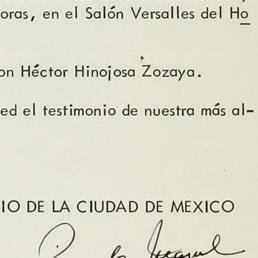 oras, en el Salón Versalles del Ho
on Héctor Hinojosa Zozaya.
ed el testimonio de nuestra más al-
IO DE LA CIUDAD DE MEXICO